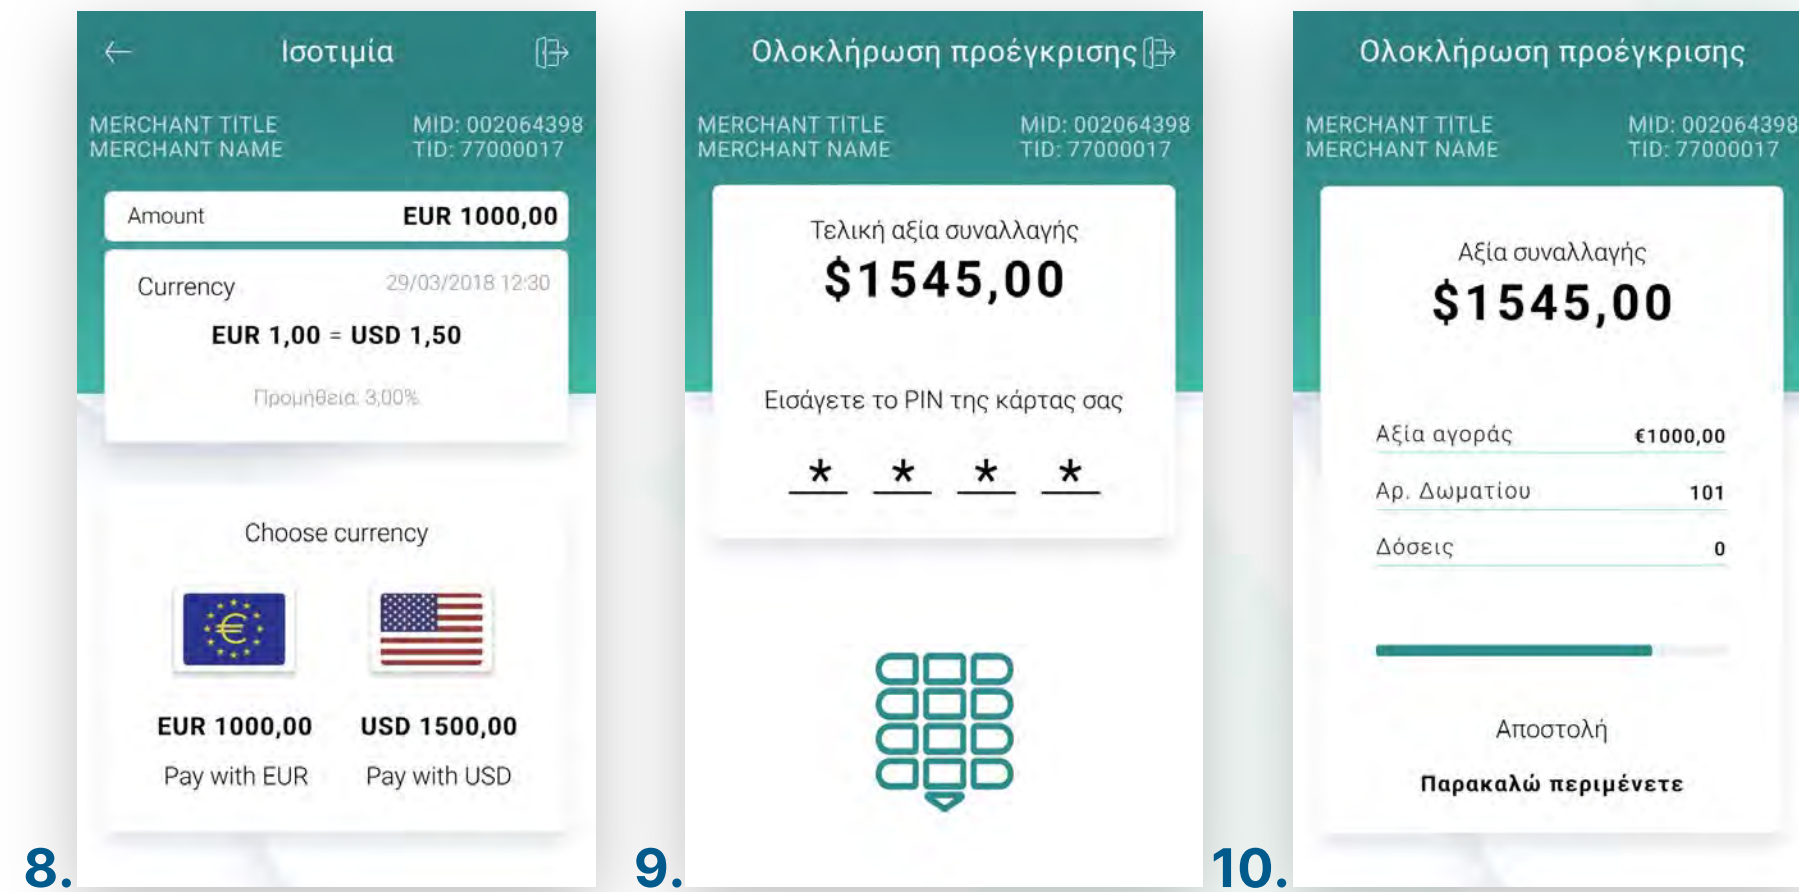 Ισοτιμία
MERCHANT TITLE MID: 002064398
MERCHANT NAME TID: 77000017
Amount EUR 1000,00
Currency 29/03/2018 12:30
EUR 1,00 = USD 1,50
Προμήθεια: 3,00%
Choose currency
€
EUR 1000,00 USD 1500,00
Pay with EUR Pay with USD
8.
Ολοκλήρωση προέγκρισης
MERCHANT TITLE MID: 002064398
MERCHANT NAME TID: 77000017
Τελική αξία συναλλαγής
$1545,00
Εισάγετε το PIN της κάρτας σας
* * * *
9.
Ολοκλήρωση προέγκρισης
MERCHANT TITLE MID: 002064398
MERCHANT NAME TID: 77000017
Αξία συναλλαγής
$1545,00
Αξία αγοράς €1000,00
Αρ. Δωματίου 101
Δόσεις 0
Αποστολή
Παρακαλώ περιμένετε
10.